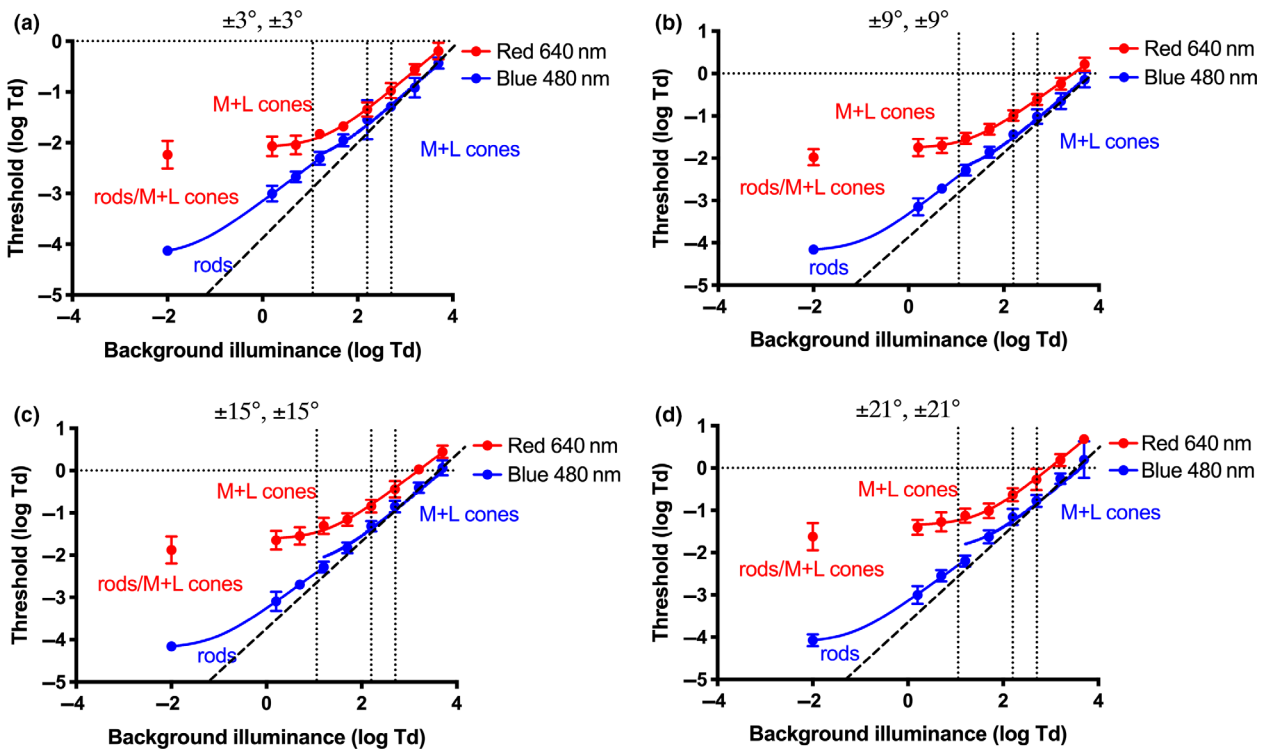 (a) ±3°, ±3°
Red 640 nm
Blue 480 nm
M+L cones
M+L cones
rods/M+L cones
rods
Threshold (log Td)
0
−1
−2
−3
−4
−5
−4 −2 0 2 4
Background illuminance (log Td)
(b) ±9°, ±9°
Red 640 nm
Blue 480 nm
M+L cones
M+L cones
rods/M+L cones
rods
Threshold (log Td)
1
0
−1
−2
−3
−4
−5
−4 −2 0 2 4
Background illuminance (log Td)
(c) ±15°, ±15°
Red 640 nm
Blue 480 nm
M+L cones
M+L cones
rods/M+L cones
rods
Threshold (log Td)
1
0
−1
−2
−3
−4
−5
−4 −2 0 2 4
Background illuminance (log Td)
(d) ±21°, ±21°
Red 640 nm
Blue 480 nm
M+L cones
M+L cones
rods/M+L cones
rods
Threshold (log Td)
1
0
−1
−2
−3
−4
−5
−4 −2 0 2 4
Background illuminance (log Td)